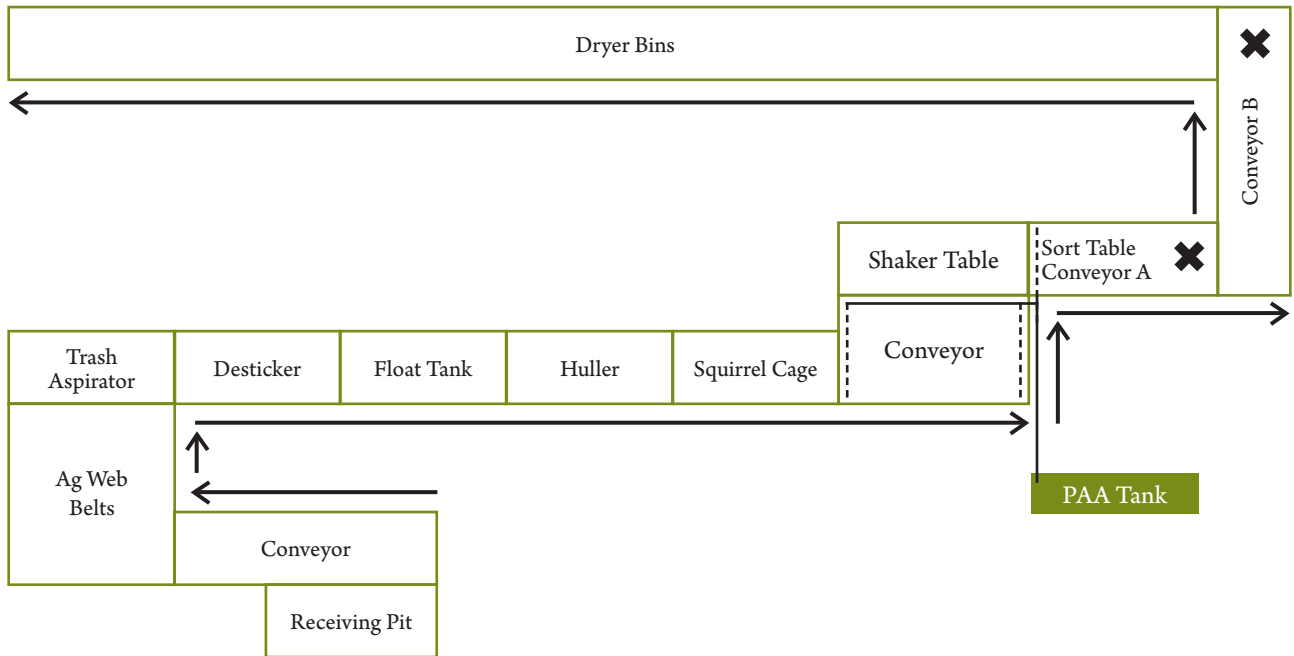 Dryer Bins
Conveyor B
Shaker Table
Sort Table
Conveyor A
Trash
Aspirator
Desticker
Float Tank
Huller
Squirrel Cage
Conveyor
Ag Web
Belts
PAA Tank
Conveyor
Receiving Pit